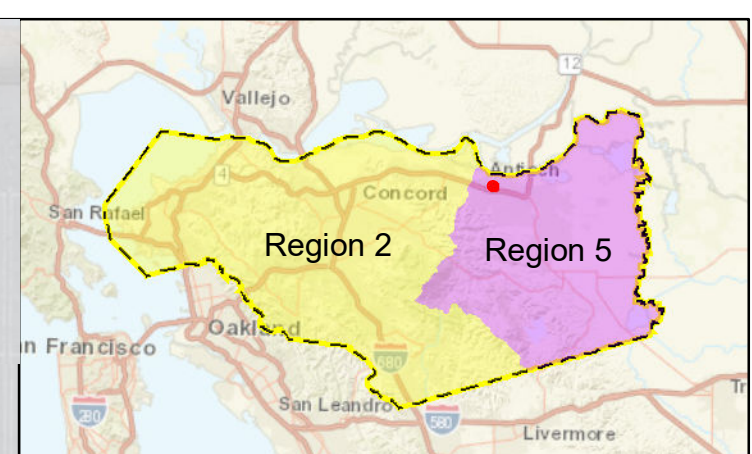 12
Vallejo
Antioch
4
Concord
San Rafael
Region 2
Region 5
Oakland
n Francisco
680
San Leandro
280
580
Livermore
Tr